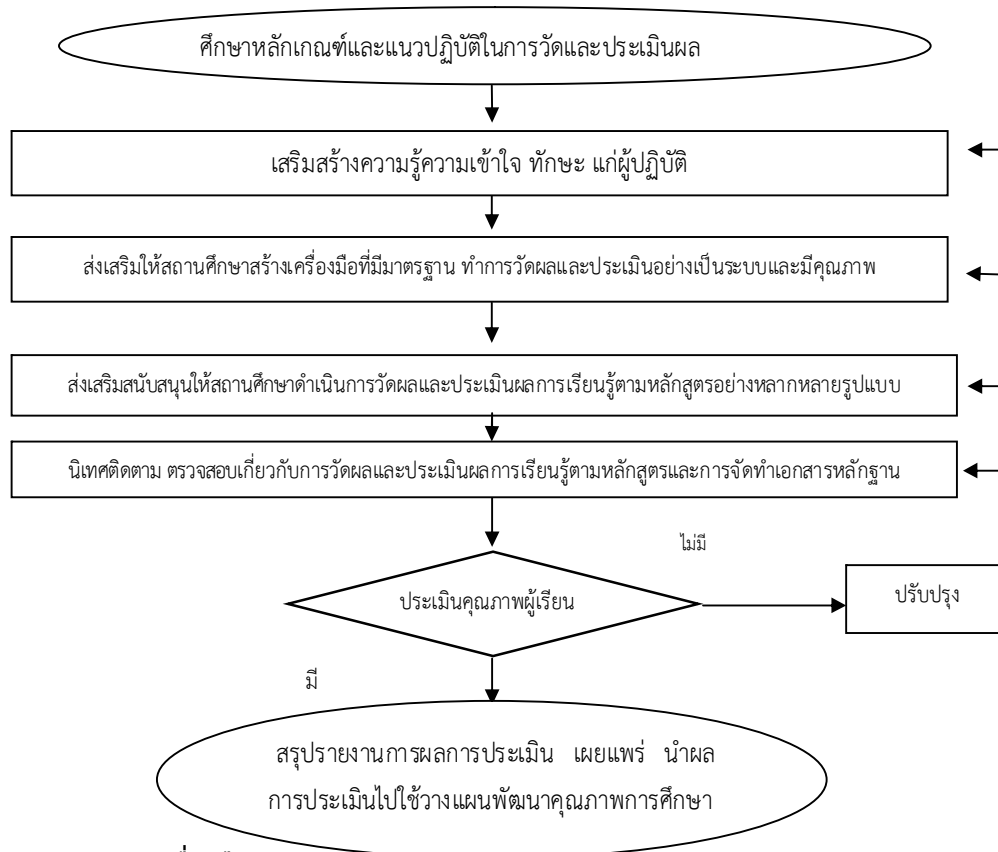 ศึกษาหลักเกณฑ์และแนวปฏิบัติในการวัดและประเมินผล
เสริมสร้างความรู้ความเข้าใจ ทักษะ แก่ผู้ปฏิบัติ
ส่งเสริมให้สถานศึกษาสร้างเครื่องมือที่มีมาตรฐาน ทำการวัดผลและประเมินอย่างเป็นระบบและมีคุณภาพ
ส่งเสริมสนับสนุนให้สถานศึกษาดำเนินการวัดผลและประเมินผลการเรียนรู้ตามหลักสูตรอย่างหลากหลายรูปแบบ
นิเทศติดตาม ตรวจสอบเกี่ยวกับการวัดผลและประเมินผลการเรียนรู้ตามหลักสูตรและการจัดทำเอกสารหลักฐาน
ไม่มี
ประเมินคุณภาพผู้เรียน
ปรับปรุง
มี
สรุปรายงานการผลการประเมิน เผยแพร่ นำผล
การประเมินไปใช้วางแผนพัฒนาคุณภาพการศึกษา